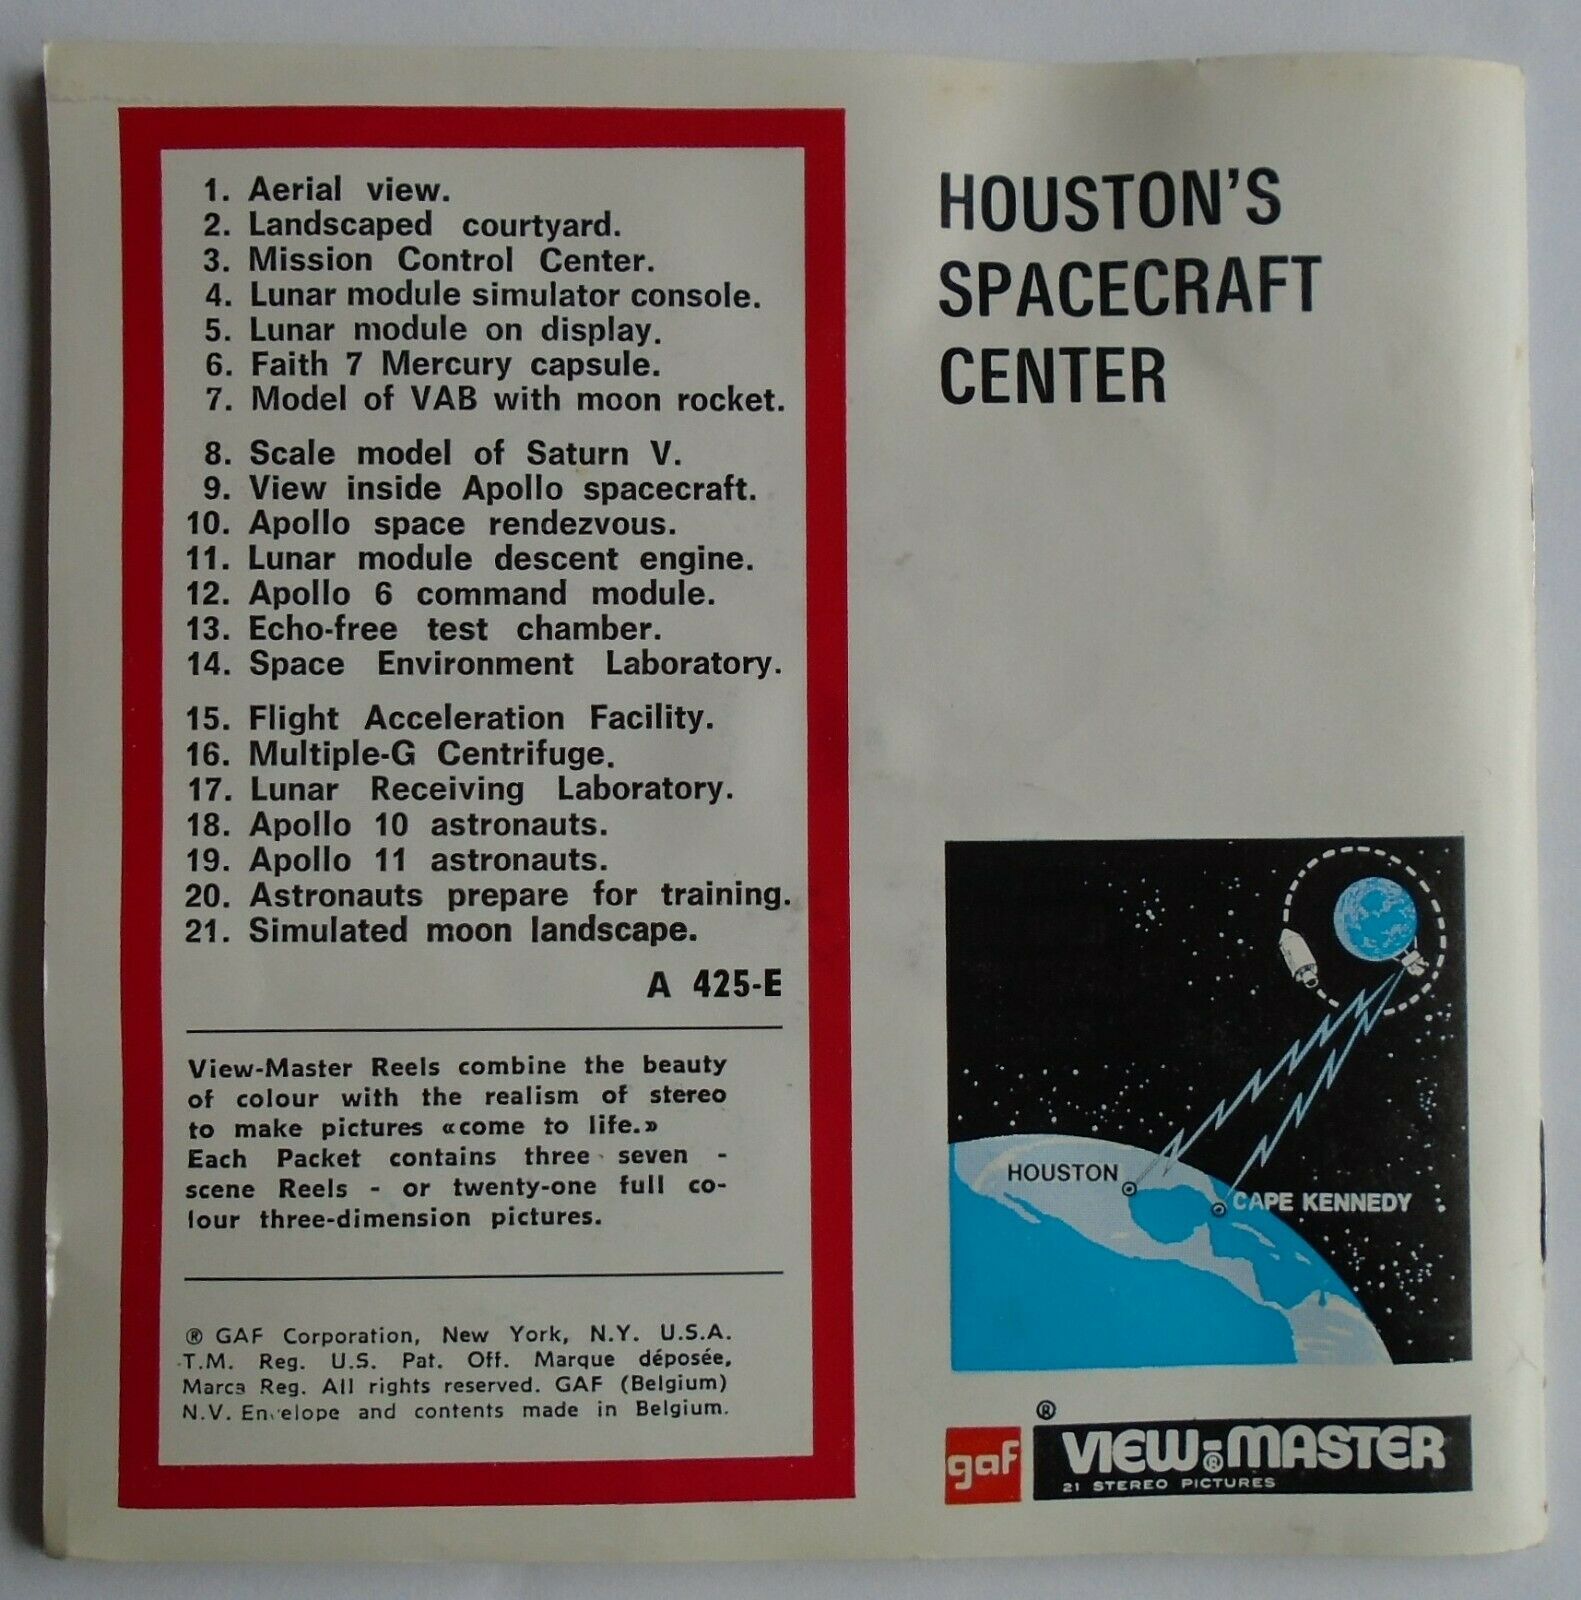 1. Aerial view.
2. Landscaped courtyard.
3. Mission Control Center.
4. Lunar module simulator console.
5. Lunar module on display.
6. Faith 7 Mercury capsule.
7. Model of VAB with moon rocket.
8. Scale model of Saturn V.
9. View inside Apollo spacecraft.
10. Apollo space rendezvous.
11. Lunar module descent engine.
12. Apollo 6 command module.
13. Echo-free test chamber.
14. Space Environment Laboratory.
15. Flight Acceleration Facility.
16. Multiple-G Centrifuge.
17. Lunar Receiving Laboratory.
18. Apollo 10 astronauts.
19. Apollo 11 astronauts.
20. Astronauts prepare for training.
21. Simulated moon landscape.
A 425-E
View-Master Reels combine the beauty
of colour with the realism of stereo
to make pictures «come to life.»
Each Packet contains three seven -
scene Reels - or twenty-one full co-
lour three-dimension pictures.
® GAF Corporation, New York, N.Y. U.S.A.
T.M. Reg. U.S. Pat. Off. Marque déposée,
Marca Reg. All rights reserved. GAF (Belgium)
N.V. Envelope and contents made in Belgium.
HOUSTON'S
SPACECRAFT
CENTER
HOUSTON
CAPE KENNEDY
®
gaf VIEW-MASTER ®
21 STEREO PICTURES